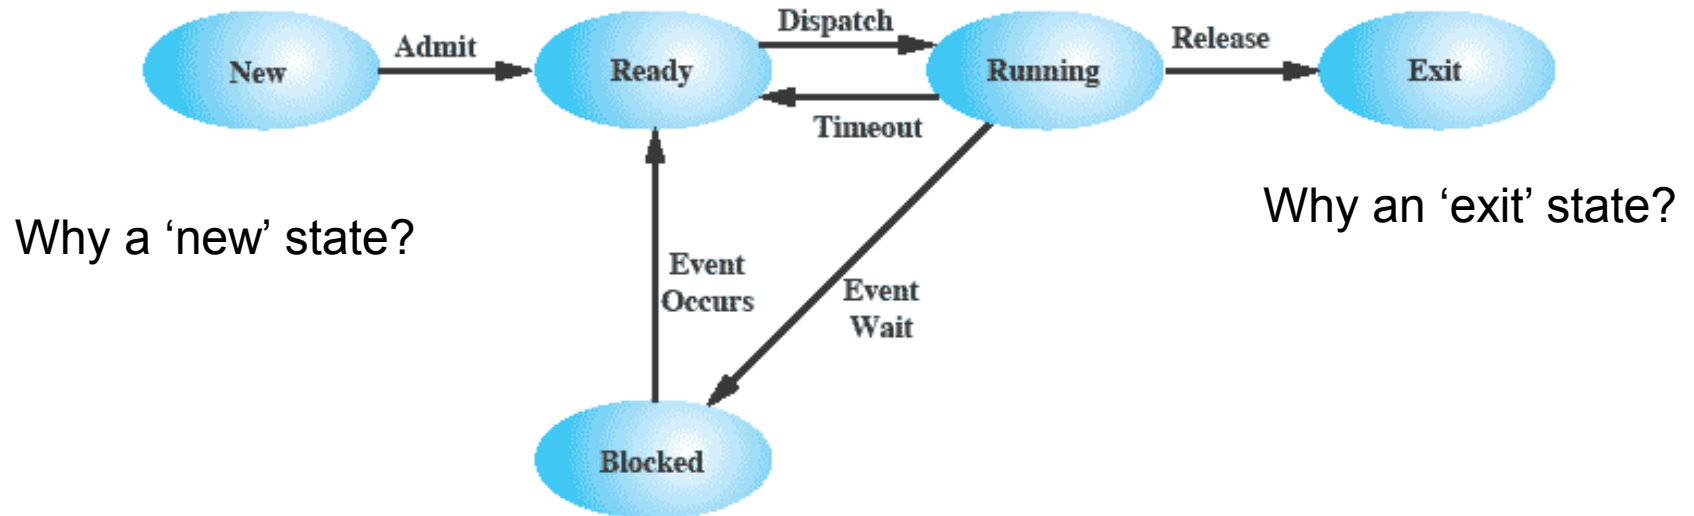 Dispatch
Admit
Release
New
Ready
Running
Exit
Timeout
Why a ‘new’ state?
Why an ‘exit’ state?
Event
Occurs
Event
Wait
Blocked